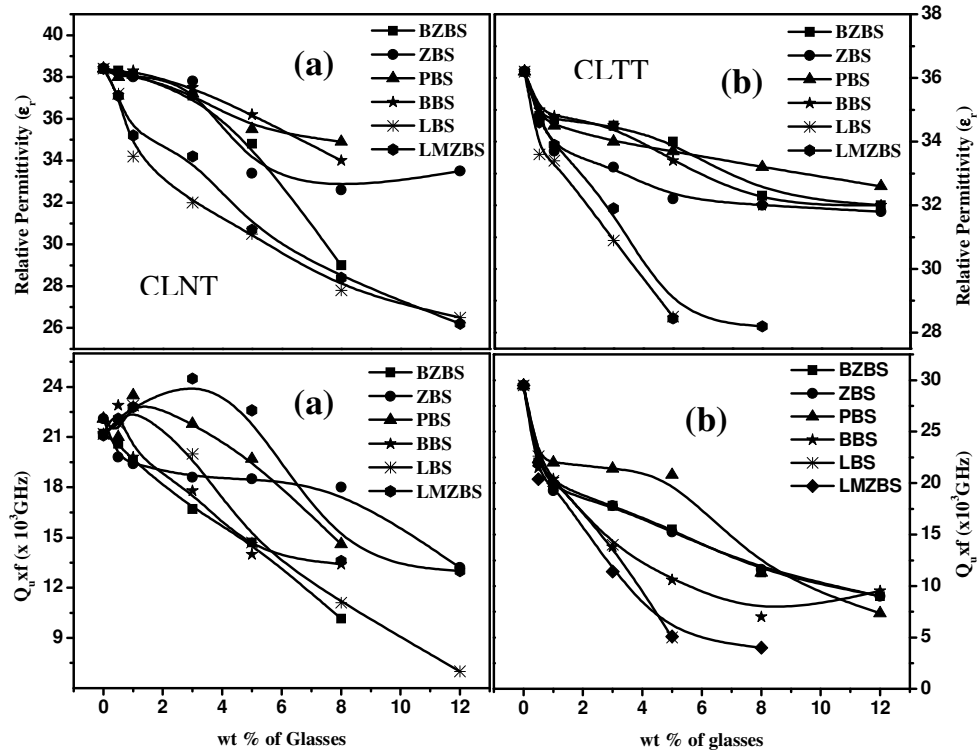 40
38
36
34
32
30
28
26
Relative Permittivity (εr)
(a)
CLNT
BZBS
ZBS
PBS
BBS
LBS
LMZBS
CLTT
(b)
BZBS
ZBS
PBS
BBS
LBS
LMZBS
38
36
34
32
30
28
Relative Permittivity (εr)
24
21
18
15
12
9
Qu xf (x 10³GHz)
(a)
BZBS
ZBS
PBS
BBS
LBS
LMZBS
0 2 4 6 8 10 12
wt % of Glasses
(b)
BZBS
ZBS
PBS
BBS
LBS
LMZBS
30
25
20
15
10
5
0
Qu xf (x 10³GHz)
0 2 4 6 8 10 12
wt % of glasses